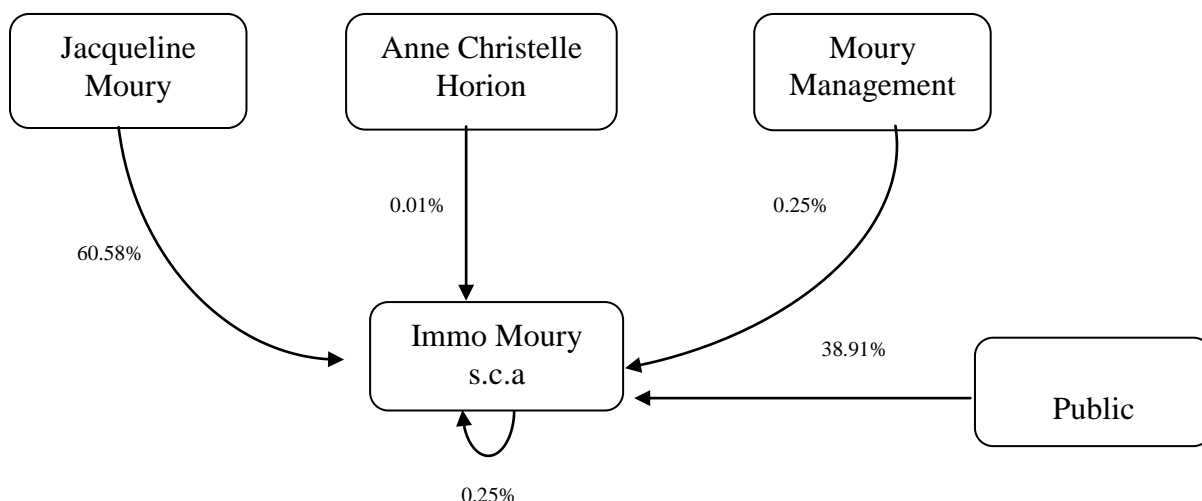 Jacqueline
Moury
Anne Christelle
Horion
Moury
Management
0.01%
0.25%
60.58%
Immo Moury
s.c.a
38.91%
Public
0.25%